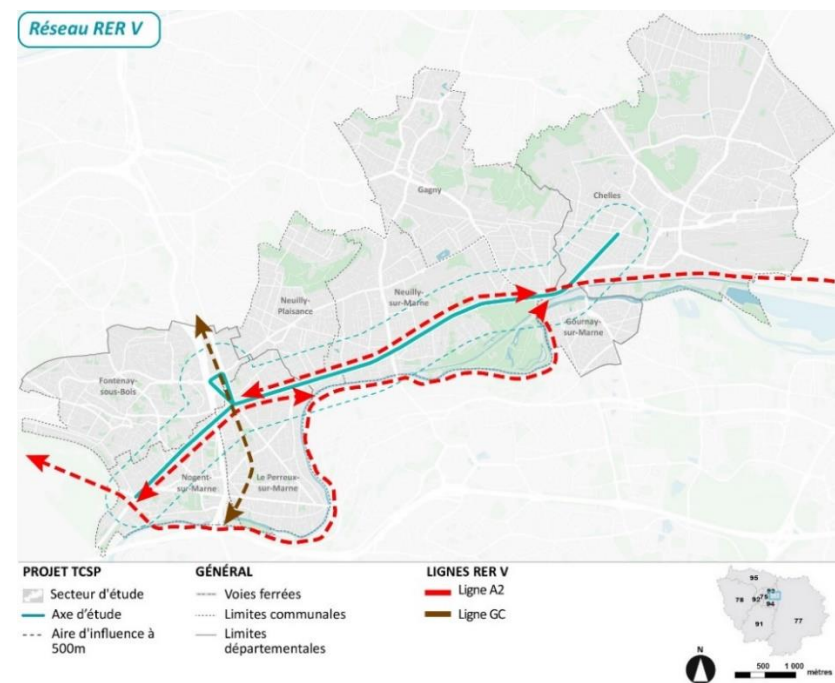 Réseau RER V
Gagny
Chelles
Neuilly-
sur-Marne
Neuilly-
Plaisance
Gournay-
sur-Marne
Fontenay-
sous-Bois
Nogent-
sur-Marne
Le Perreux-
sur-Marne
PROJET TCSP
Secteur d'étude
Axe d'étude
Aire d'influence à
500m
GÉNÉRAL
Voies ferrées
Limites communales
Limites
départementales
LIGNES RER V
Ligne A2
Ligne GC
95
78
92
75
93
94
91
77
N
500 1 000
mètres